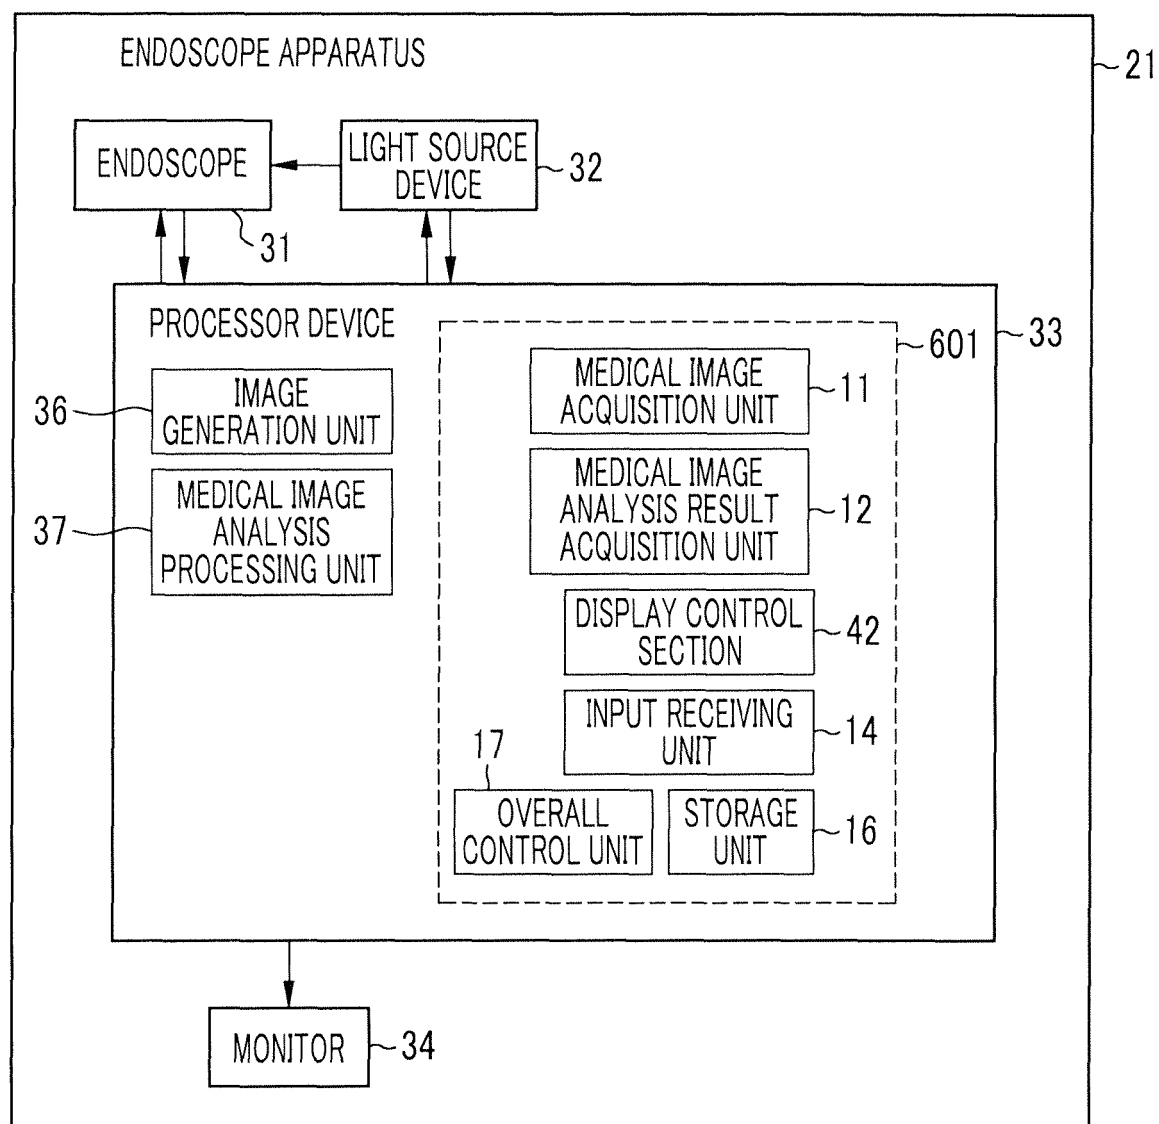 ENDOSCOPE APPARATUS
21
ENDOSCOPE
31
LIGHT SOURCE
DEVICE
32
PROCESSOR DEVICE
33
601
IMAGE
GENERATION UNIT
36
MEDICAL IMAGE
ANALYSIS
PROCESSING UNIT
37
MEDICAL IMAGE
ACQUISITION UNIT
11
MEDICAL IMAGE
ANALYSIS RESULT
ACQUISITION UNIT
12
DISPLAY CONTROL
SECTION
42
INPUT RECEIVING
UNIT
14
17
OVERALL
CONTROL UNIT
STORAGE
UNIT
16
MONITOR
34